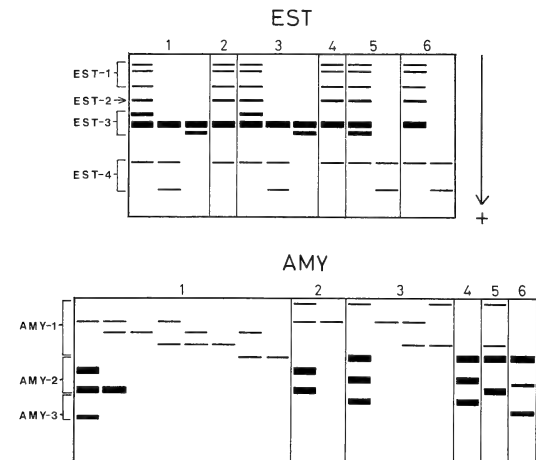 EST
1 2 3 4 5 6
EST-1
EST-2
EST-3
EST-4
+
AMY
1 2 3 4 5 6
AMY-1
AMY-2
AMY-3